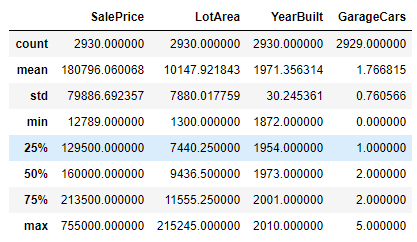 SalePrice LotArea YearBuilt GarageCars
count 2930.000000 2930.000000 2930.000000 2929.000000
mean 180796.060068 10147.921843 1971.356314 1.766815
std 79886.692357 7880.017759 30.245361 0.760566
min 12789.000000 1300.000000 1872.000000 0.000000
25% 129500.000000 7440.250000 1954.000000 1.000000
50% 160000.000000 9436.500000 1973.000000 2.000000
75% 213500.000000 11555.250000 2001.000000 2.000000
max 755000.000000 215245.000000 2010.000000 5.000000